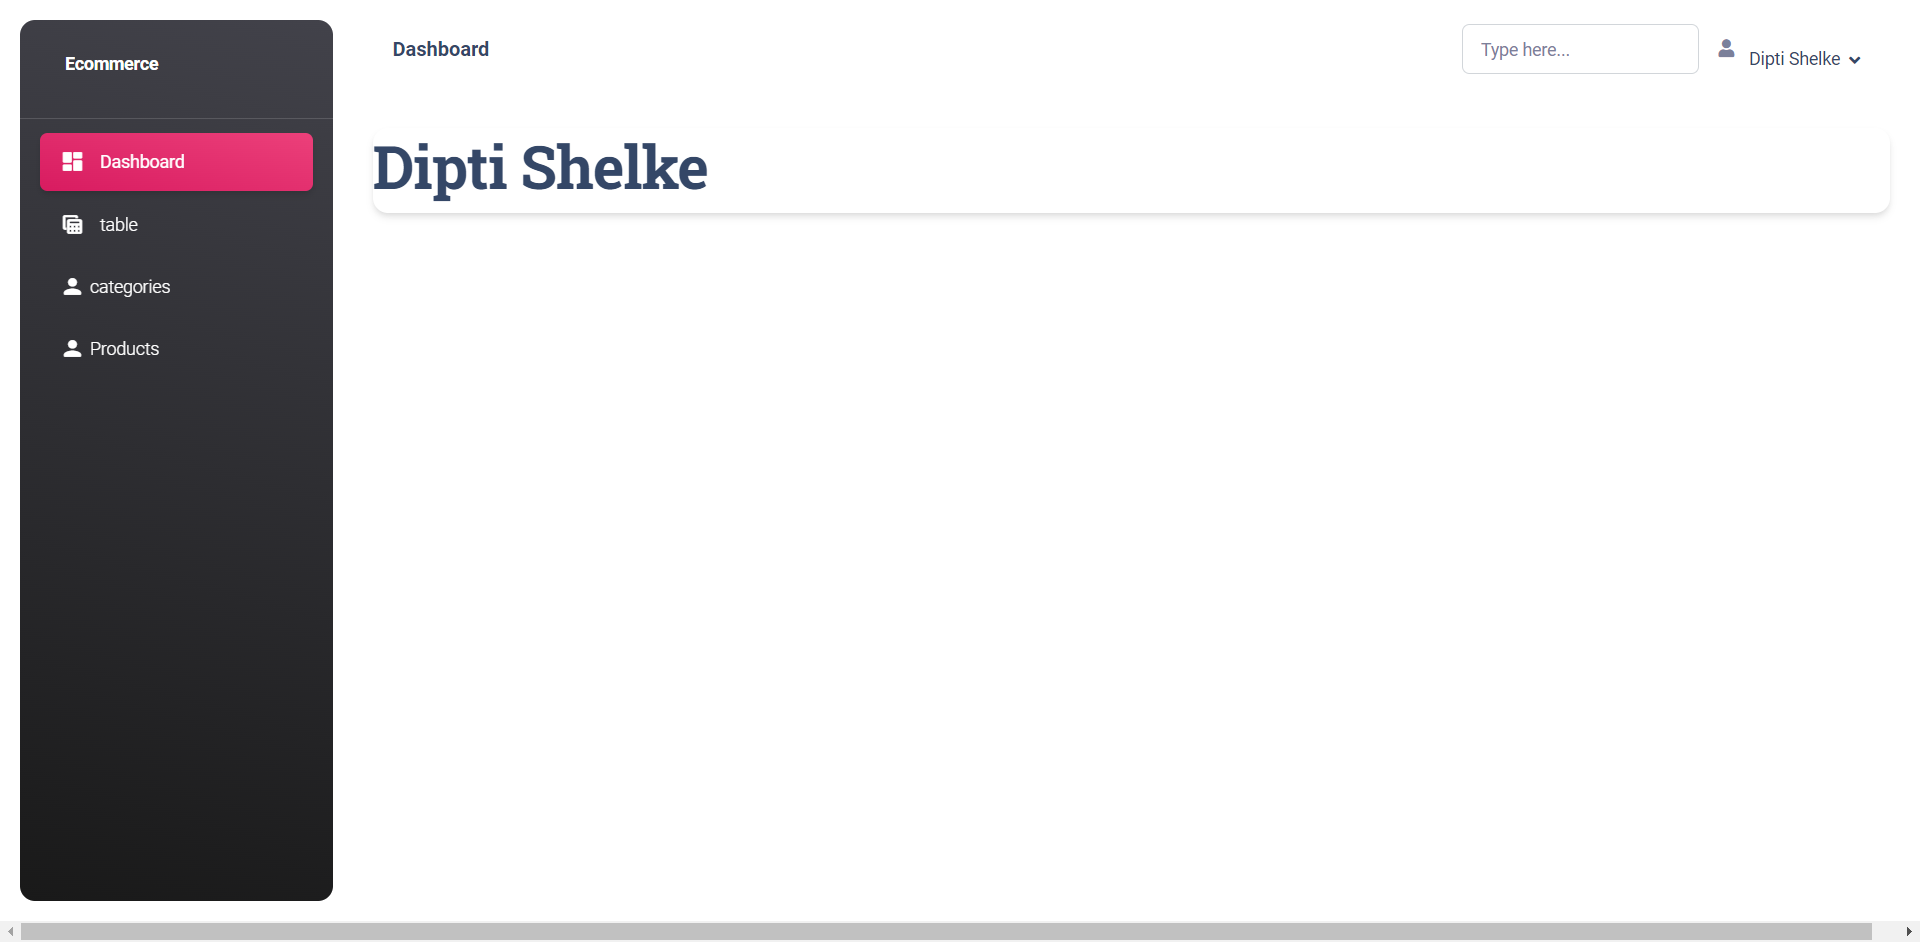 Ecommerce
Dashboard
table
categories
Products
Dashboard
Type here...
Dipti Shelke
Dipti Shelke